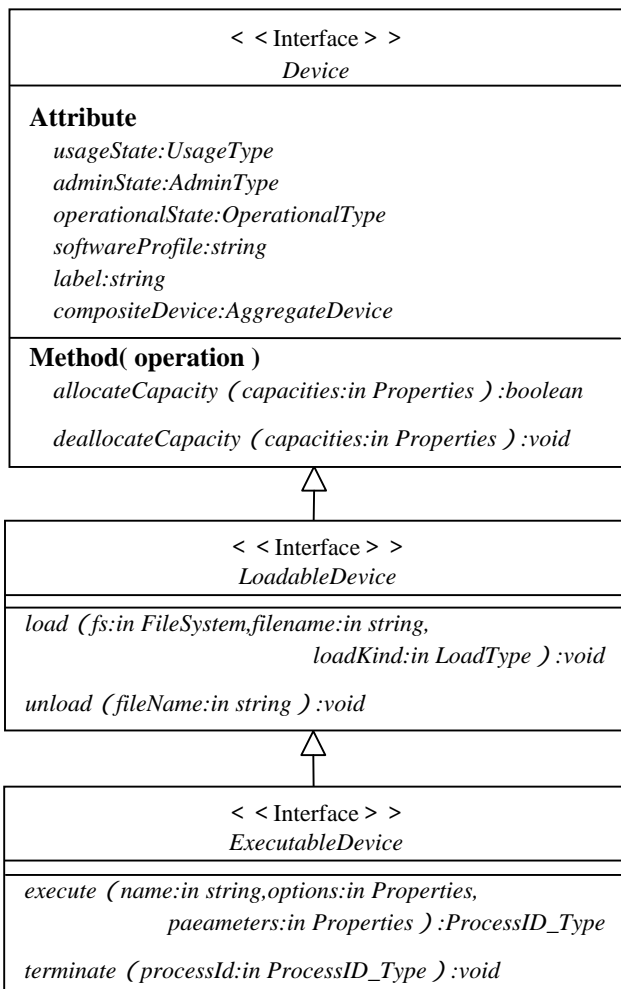 < < Interface > >
Device
Attribute
usageState:UsageType
adminState:AdminType
operationalState:OperationalType
softwareProfile:string
label:string
compositeDevice:AggregateDevice
Method( operation )
allocateCapacity ( capacities:in Properties ) :boolean
deallocateCapacity ( capacities:in Properties ) :void
< < Interface > >
LoadableDevice
load ( fs:in FileSystem,filename:in string,
loadKind:in LoadType ) :void
unload ( fileName:in string ) :void
< < Interface > >
ExecutableDevice
execute ( name:in string,options:in Properties,
paeameters:in Properties ) :ProcessID_Type
terminate ( processId:in ProcessID_Type ) :void